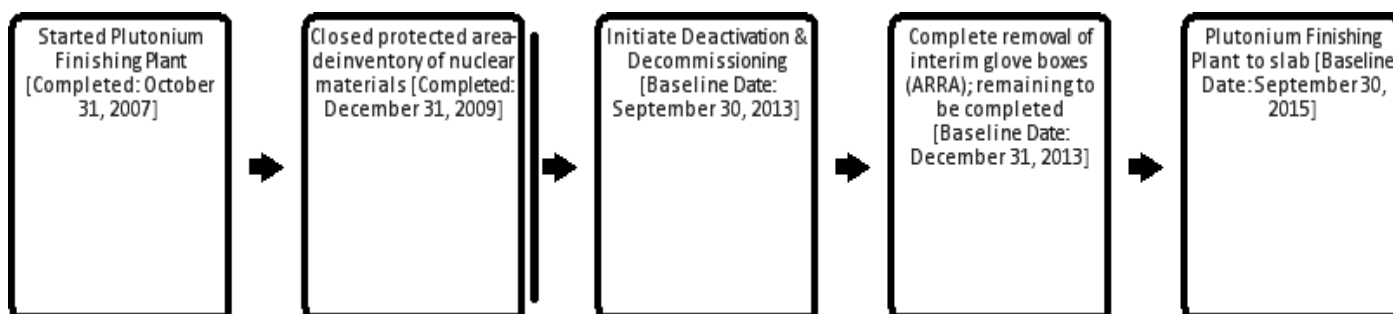 Started Plutonium
Finishing Plant
[Completed: October
31, 2007]
Closed protected area-
deinventory of nuclear
materials [Completed:
December 31, 2009]
Initiate Deactivation &
Decommissioning
[Baseline Date:
September 30, 2013]
Complete removal of
interim glove boxes
(ARRA); remaining to
be completed
[Baseline Date:
December 31, 2013]
Plutonium Finishing
Plant to slab [Baseline
Date: September 30,
2015]